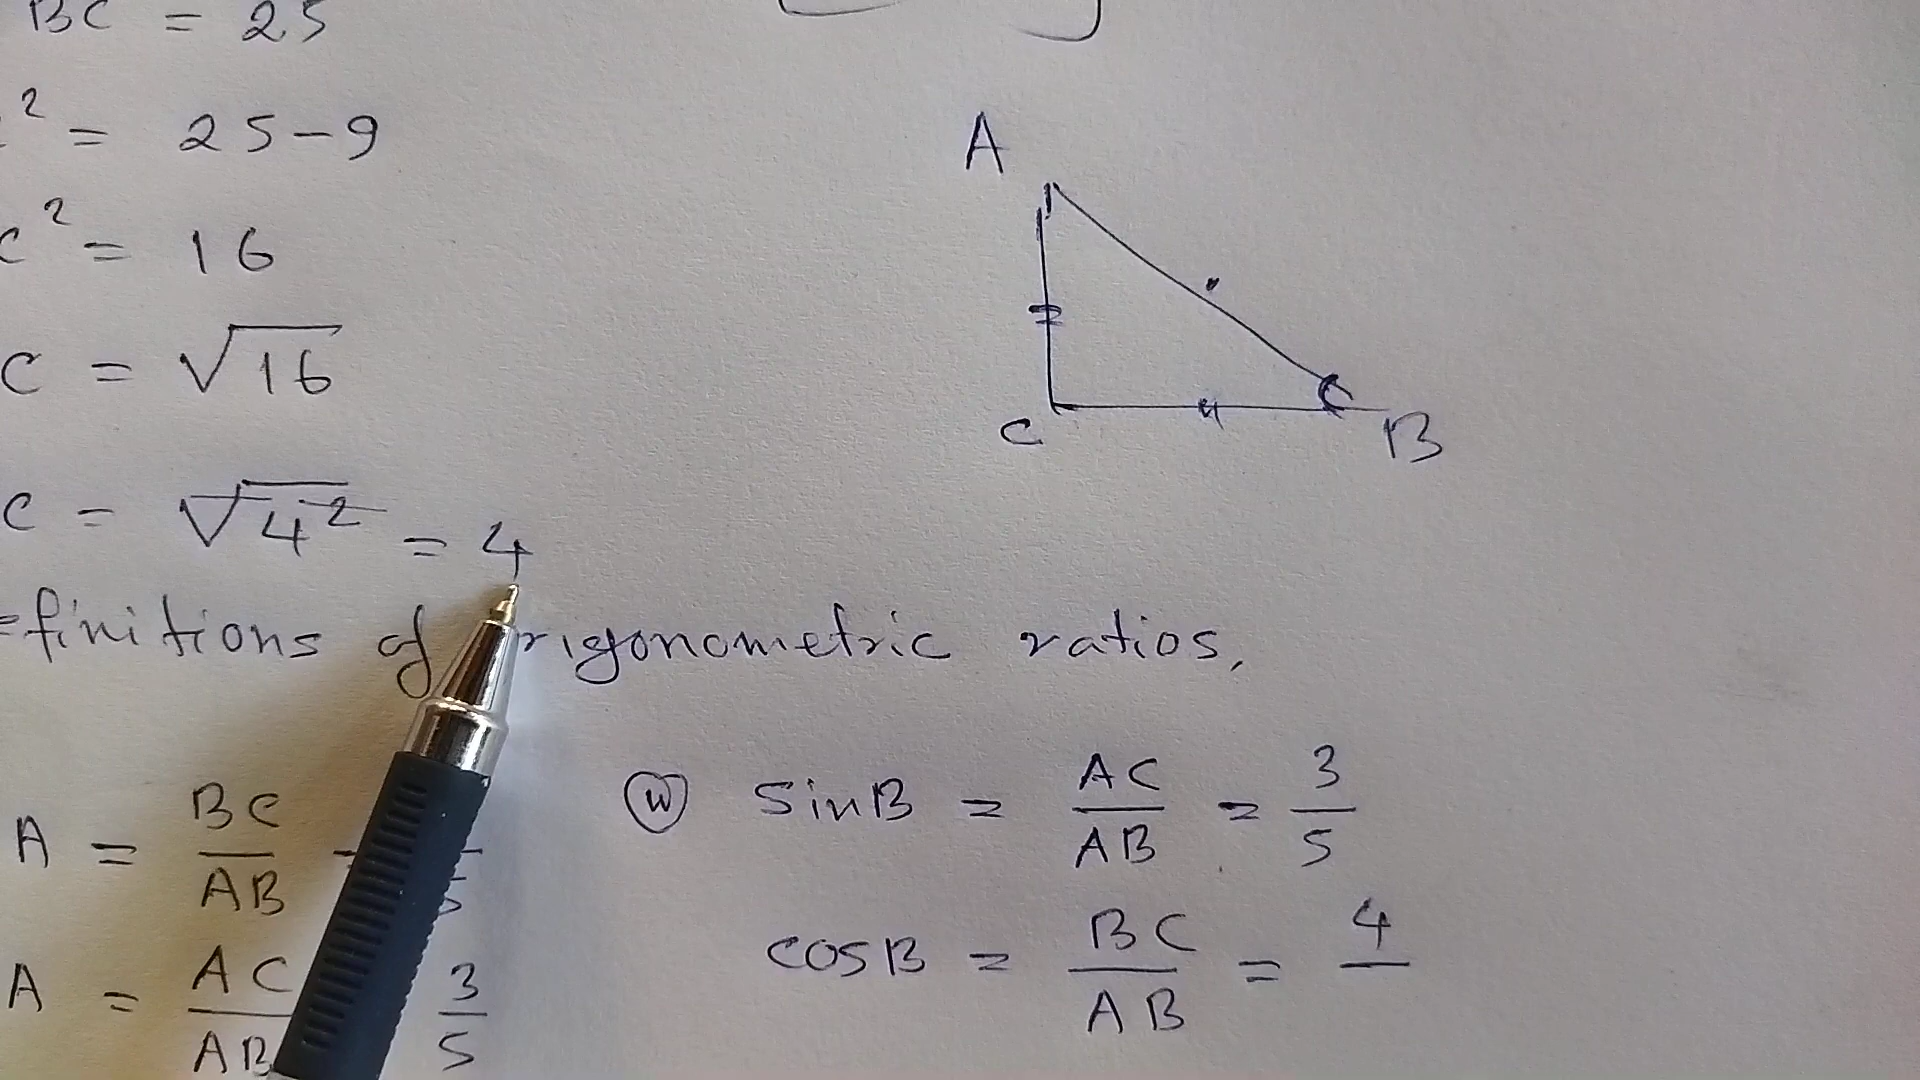 BC = 25
² = 25-9
C² = 16
C = √16
C = √4² = 4
A
C
B
finitions of rigonometric ratios,
A = BC/AB
(iv) sinB = AC/AB = 3/5
A = AC/AB 3/5
cosB = BC/AB = 4/